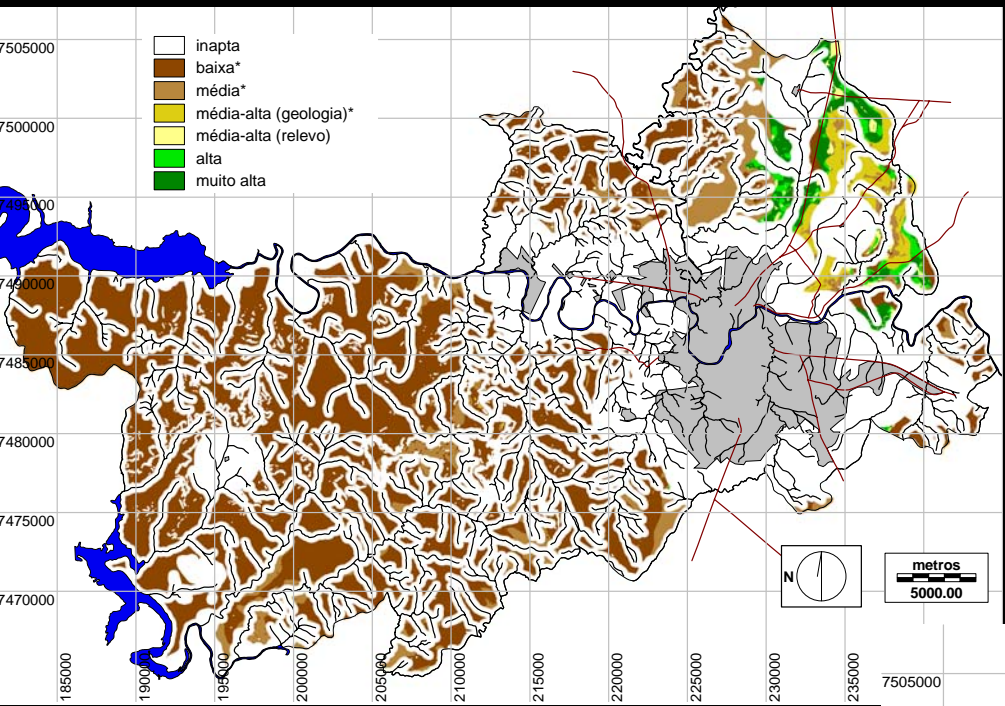 7505000
7500000
7495000
7490000
7485000
7480000
7475000
7470000
inapta
baixa*
média*
média-alta (geologia)*
média-alta (relevo)
alta
muito alta
N
metros
5000.00
185000
190000
195000
200000
205000
210000
215000
220000
225000
230000
235000
7505000